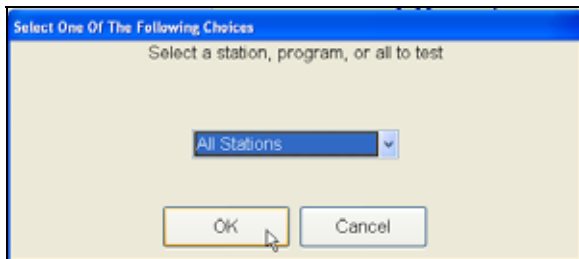 Select One Of The Following Choices
Select a station, program, or all to test
All Stations
OK Cancel